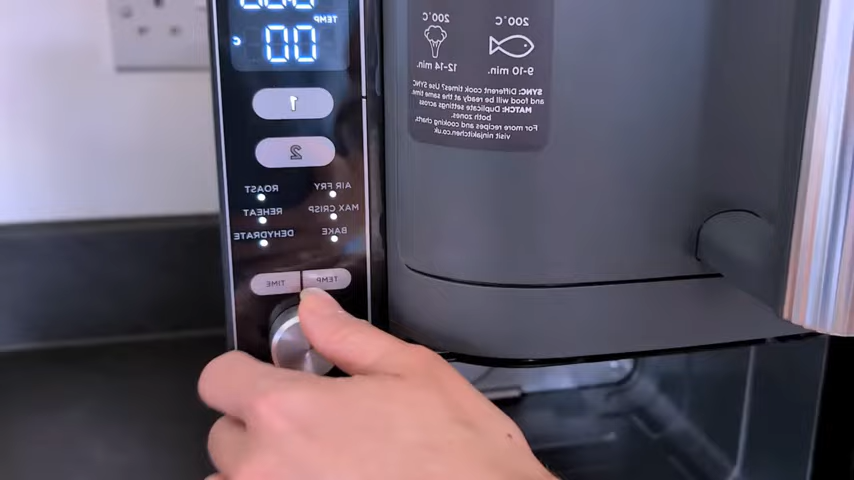 TEMP
00 C
1
2
AIR FRY ROAST
MAX CRISP REHEAT
BAKE DEHYDRATE
TEMP TIME
200°C 200°C
9-10 min. 12-14 min.
SYNC: Different cook times? Use SYNC
and food will be ready at the same time.
MATCH: Duplicate settings across
both zones.
For more recipes & cooking charts,
visit ninjakitchen.co.uk